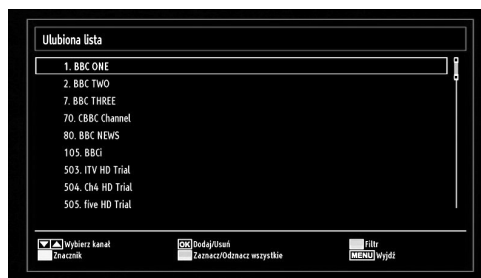 Ulubiona lista
1. BBC ONE
2. BBC TWO
7. BBC THREE
70. CBBC Channel
80. BBC NEWS
105. BBCi
503. ITV HD Trial
504. Ch4 HD Trial
505. five HD Trial
Wybierz kanał OK Dodaj/Usuń Filtr
Znacznik Zaznacz/Odznacz wszystkie MENU Wyjdź